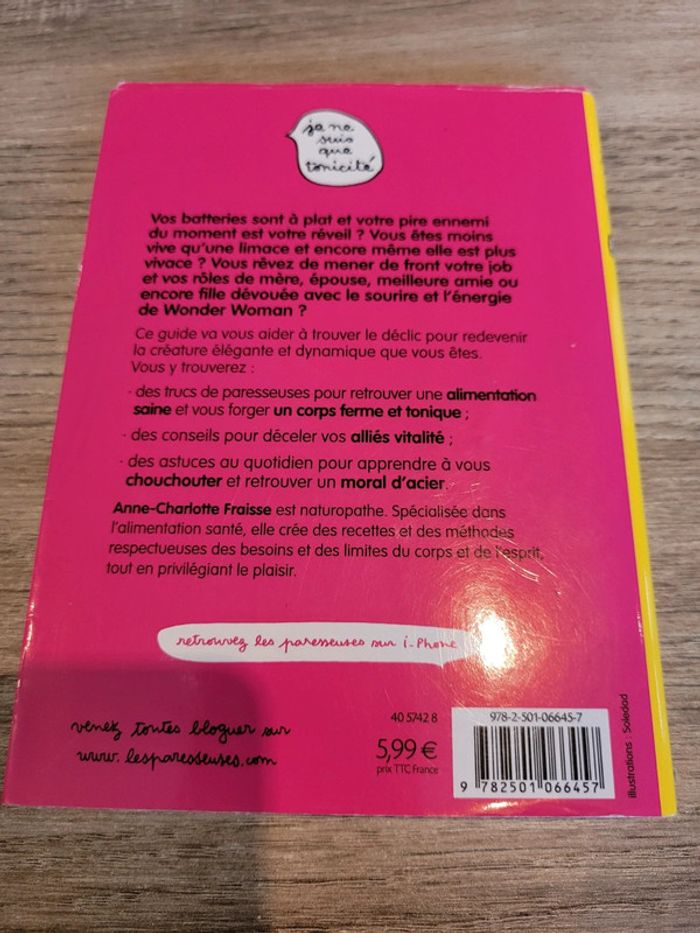 je ne
suis
que
tonicité
Vos batteries sont à plat et votre pire ennemi
du moment est votre réveil ? Vous êtes moins
vive qu'une limace et encore même elle est plus
vivace ? Vous rêvez de mener de front votre job
et vos rôles de mère, épouse, meilleure amie ou
encore fille dévouée avec le sourire et l'énergie
de Wonder Woman ?
Ce guide va vous aider à trouver le déclic pour redevenir
la créature élégante et dynamique que vous êtes.
Vous y trouverez :
· des trucs de paresseuses pour retrouver une alimentation
saine et vous forger un corps ferme et tonique ;
· des conseils pour déceler vos alliés vitalité ;
· des astuces au quotidien pour apprendre à vous
chouchouter et retrouver un moral d'acier.
Anne-Charlotte Fraisse est naturopathe. Spécialisée dans
l'alimentation santé, elle crée des recettes et des méthodes
respectueuses des besoins et des limites du corps et de l'esprit,
tout en privilégiant le plaisir.
retrouvez les paresseuses sur i-Phone
venez toutes bloguer sur
www.lesparesseuses.com
40 5742 8
5,99 €
prix TTC France
978-2-501-06645-7
9 782501 066457
illustrations : Soledad